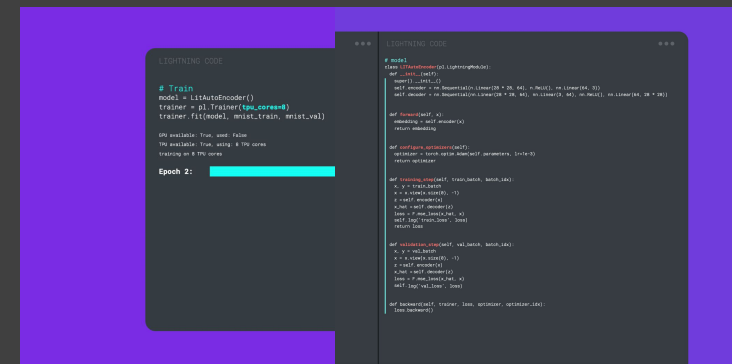 LIGHTNING CODE
# Train
model = LitAutoEncoder()
trainer = pl.Trainer(tpu_cores=8)
trainer.fit(model, mnist_train, mnist_val)
GPU available: True, used: False
TPU available: True, using: 8 TPU cores
training on 8 TPU cores
Epoch 2:
LIGHTNING CODE
# model
class LITAutoEncoder(pl.LightningModule):
def __init__(self):
super().__init__()
self.encoder = nn.Sequential(n.Linear(28 * 28, 64), n.ReLU(), nn.Linear(64, 3))
self.decoder = nn.Sequential(nn.Linear(28 * 28, 64), nn.Linear(3, 64), nn.ReLU(), nn.Linear(64, 28 * 28))
def forward(self, x):
embedding = self.encoder(x)
return embedding
def configure_optimizers(self):
optimizer = torch.optim.Adam(self.parameters, lr=1e-3)
return optimizer
def training_step(self, train_batch, batch_idx):
x, y = train_batch
x = x.view(x.size(0), -1)
z = self.encoder(x)
x_hat = self.decoder(z)
loss = F.mse_loss(x_hat, x)
self.log('train_loss', loss)
return loss
def validation_step(self, val_batch, batch_idx):
x, y = val_batch
x = x.view(x.size(0), -1)
z = self.encoder(x)
x_hat = self.decoder(z)
loss = F.mse_loss(x_hat, x)
self.log('val_loss', loss)
def backward(self, trainer, loss, optimizer, optimizer_idx):
loss.backward()